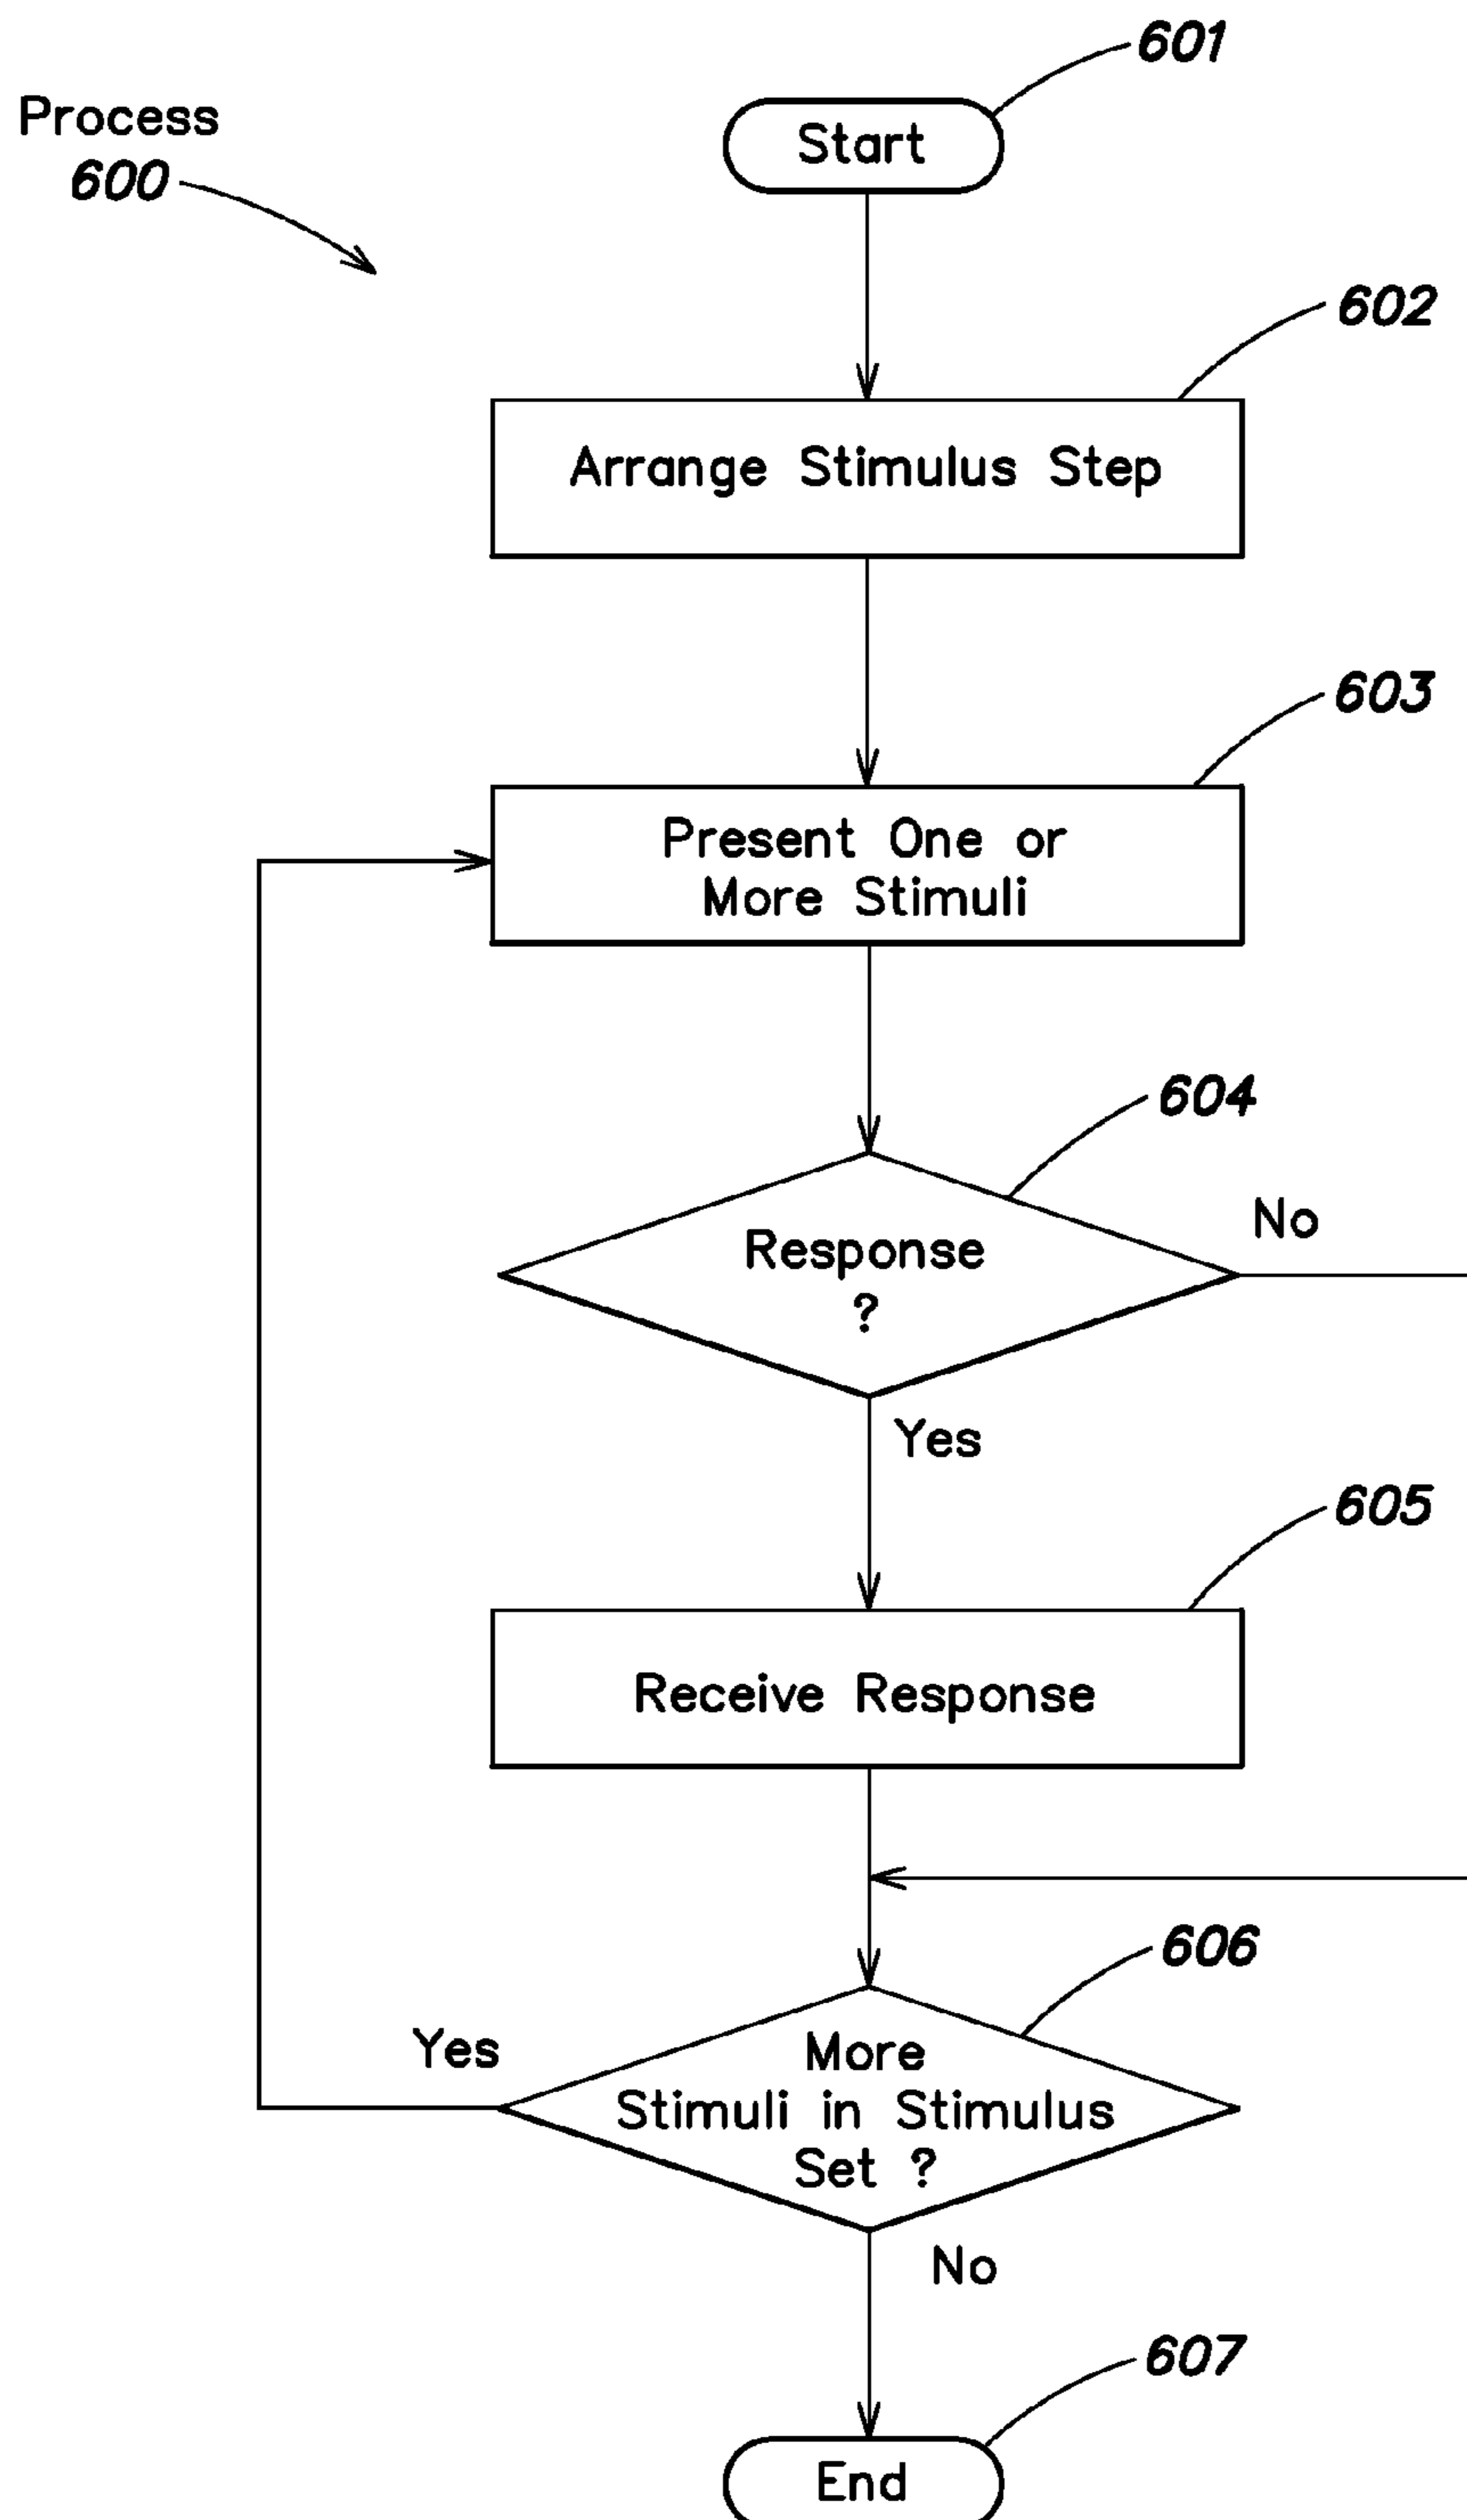 601
Process
600
Start
602
Arrange Stimulus Step
603
Present One or
More Stimuli
604
No
Response
?
Yes
605
Receive Response
606
Yes
More
Stimuli in Stimulus
Set ?
No
607
End